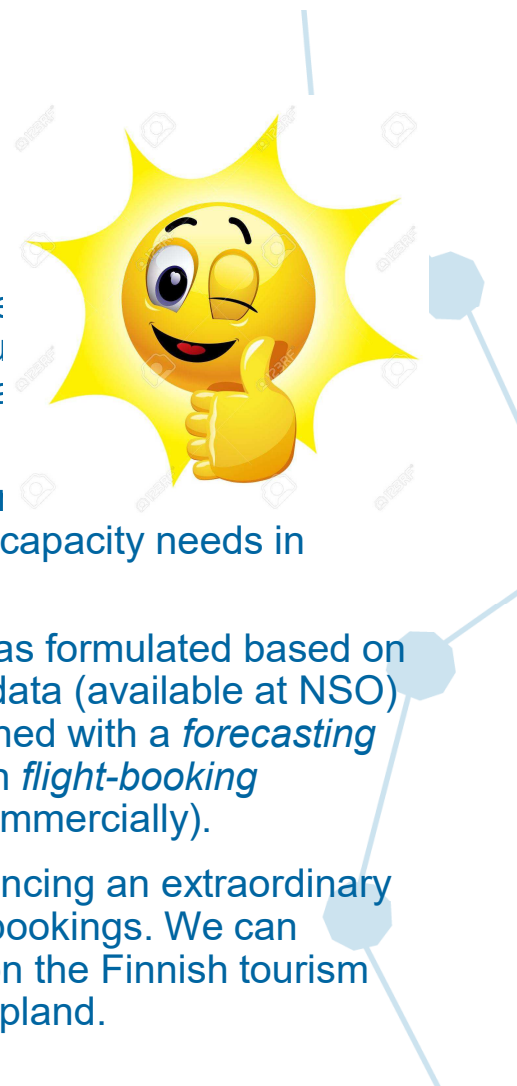 capacity needs in
as formulated based on
data (available at NSO)
ned with a forecasting
n flight-booking
mmercially).
ncing an extraordinary
bookings. We can
on the Finnish tourism
pland.